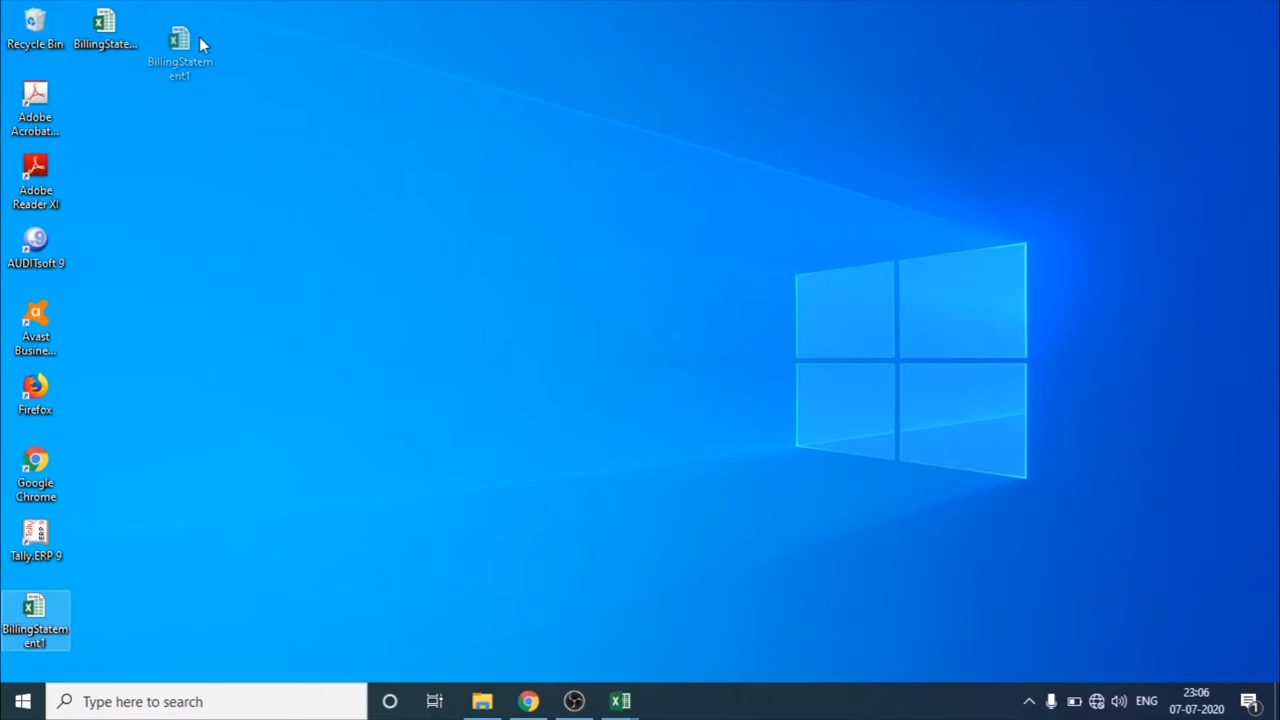 Recycle Bin
BillingState...
BillingStatem
ent1
Adobe
Acrobat...
Adobe
Reader XI
AUDITsoft 9
Avast
Busine...
Firefox
Google
Chrome
Tally.ERP 9
BillingStatem
ent1
Type here to search
ENG
23:06
07-07-2020
1